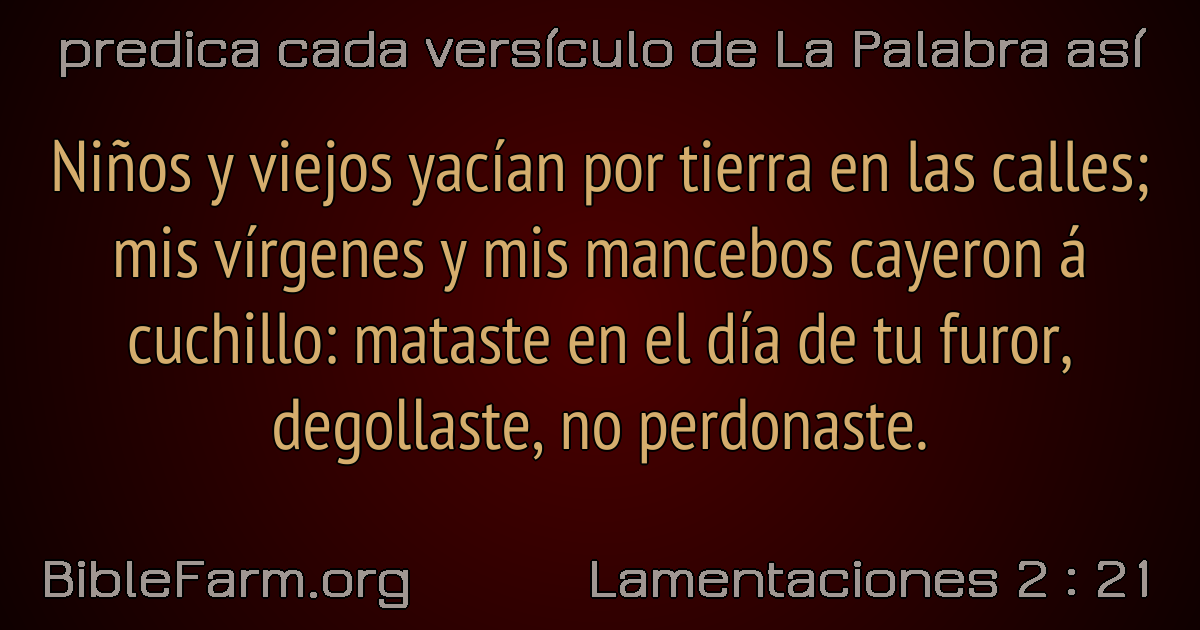 predica cada versículo de La Palabra así
Niños y viejos yacían por tierra en las calles;
mis vírgenes y mis mancebos cayeron á
cuchillo: mataste en el día de tu furor,
degollaste, no perdonaste.
BibleFarm.org
Lamentaciones 2 : 21